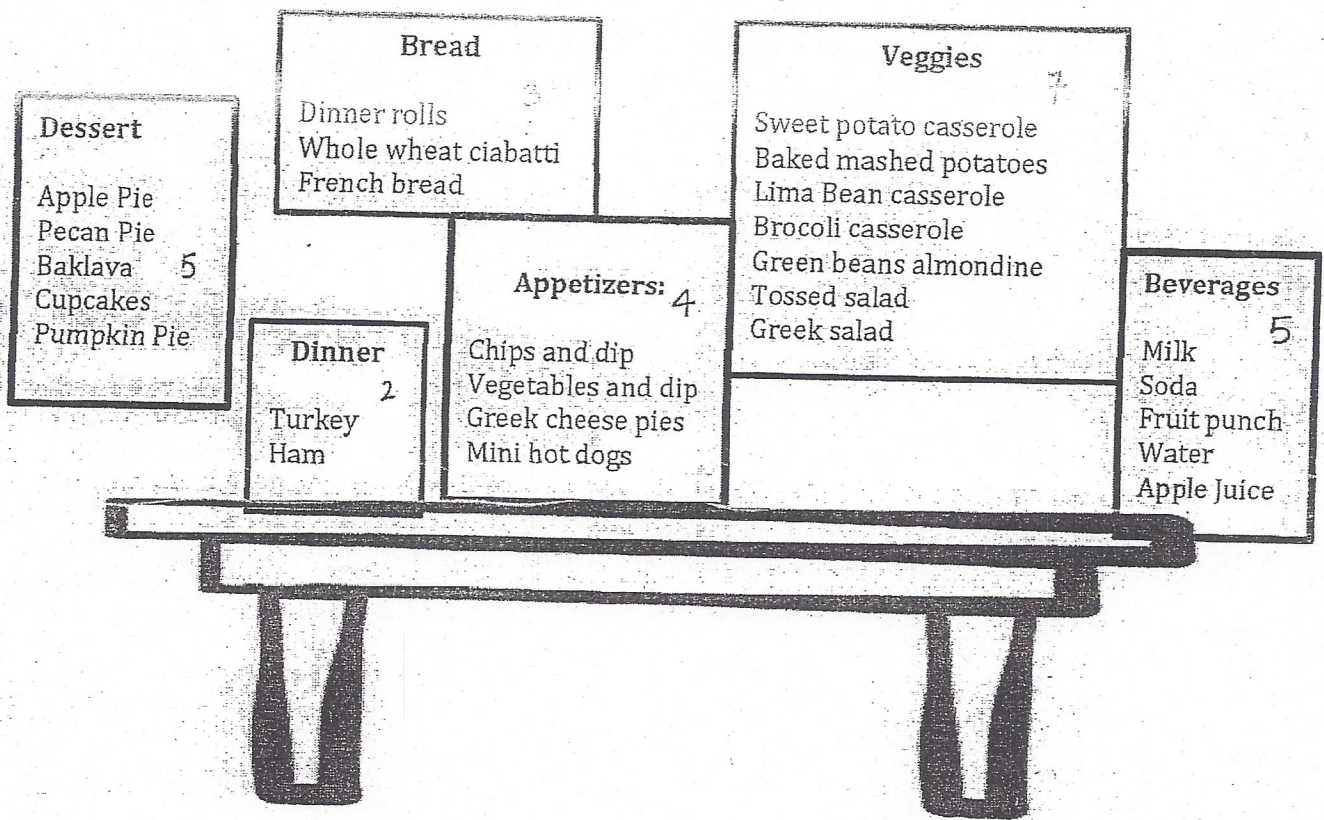 Dessert
Apple Pie
Pecan Pie
Baklava 5
Cupcakes
Pumpkin Pie
Bread
3
Dinner rolls
Whole wheat ciabatti
French bread
Dinner
2
Turkey
Ham
Appetizers: 4
Chips and dip
Vegetables and dip
Greek cheese pies
Mini hot dogs
Veggies
7
Sweet potato casserole
Baked mashed potatoes
Lima Bean casserole
Brocoli casserole
Green beans almondine
Tossed salad
Greek salad
Beverages
5
Milk
Soda
Fruit punch
Water
Apple Juice